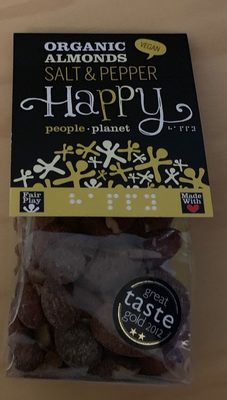 ORGANIC
ALMONDS
VEGAN
SALT & PEPPER
Happy
people · planet
Fair
Play
Made
With
great
taste
gold 2012